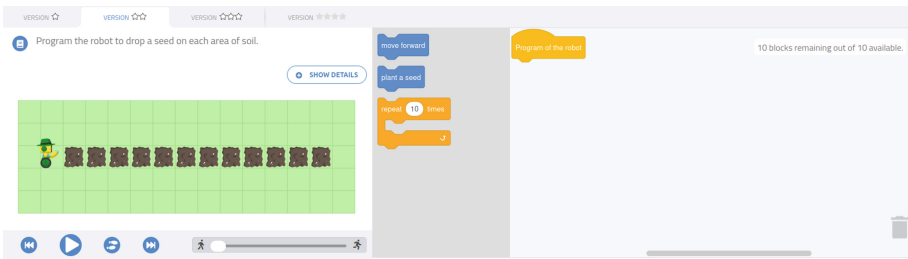 VERSION
VERSION
VERSION
VERSION
Program the robot to drop a seed on each area of soil.
SHOW DETAILS
move forward
plant a seed
repeat 10 times
Program of the robot
10 blocks remaining out of 10 available.